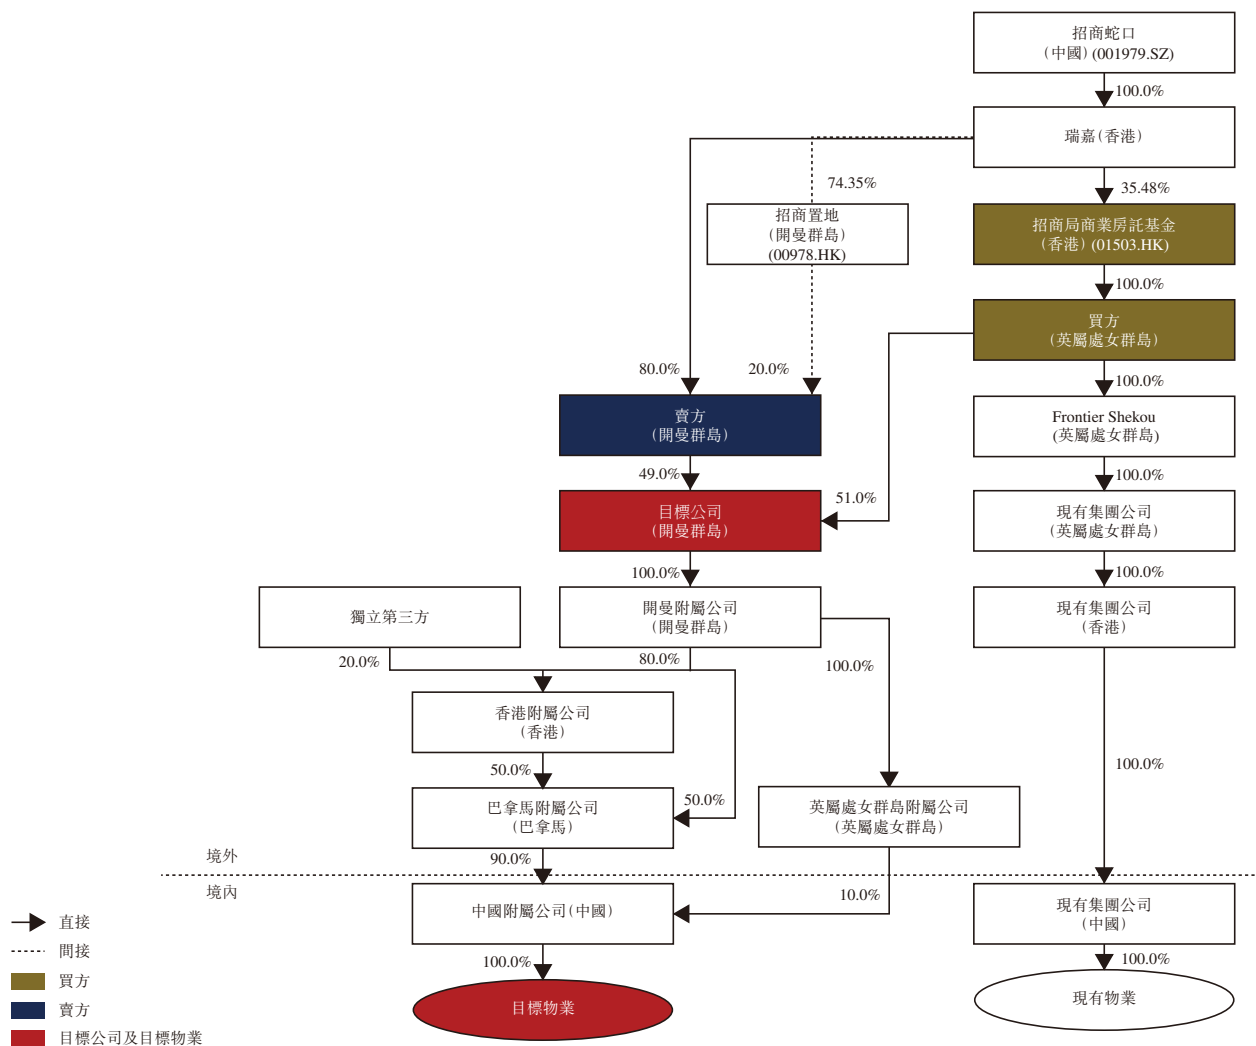 招商蛇口
(中國) (001979.SZ)
100.0%
瑞嘉(香港)
74.35%
35.48%
招商置地
(開曼群島)
(00978.HK)
招商局商業房託基金
(香港) (01503.HK)
100.0%
買方
(英屬處女群島)
80.0%
20.0%
100.0%
賣方
(開曼群島)
Frontier Shekou
(英屬處女群島)
49.0%
51.0%
100.0%
目標公司
(開曼群島)
現有集團公司
(英屬處女群島)
100.0%
100.0%
獨立第三方
開曼附屬公司
(開曼群島)
現有集團公司
(香港)
20.0%
80.0%
100.0%
香港附屬公司
(香港)
50.0%
100.0%
巴拿馬附屬公司
(巴拿馬)
50.0%
英屬處女群島附屬公司
(英屬處女群島)
境外
90.0%
境內
10.0%
中國附屬公司(中國)
現有集團公司
(中國)
直接
間接
100.0%
100.0%
買方
目標物業
現有物業
賣方
目標公司及目標物業